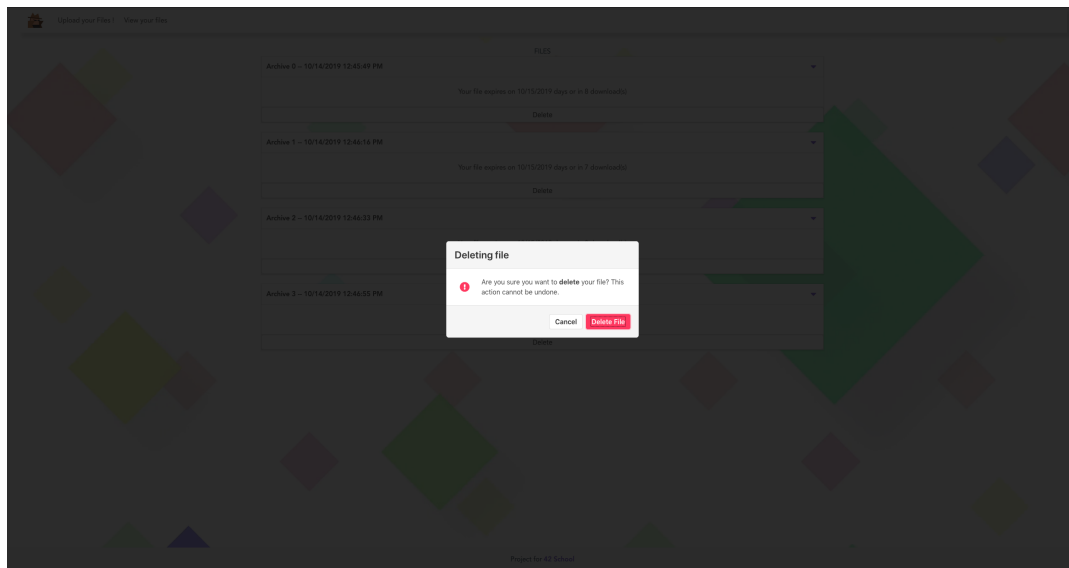 Upload your Files ! View your files
FILES
Archive 0 – 10/14/2019 12:45:49 PM
Your file expires on 10/15/2019 days or in 6 download(s)
Delete
Archive 1 – 10/14/2019 12:46:16 PM
Your file expires on 10/15/2019 days or in 7 download(s)
Delete
Archive 2 – 10/14/2019 12:46:33 PM
Archive 3 – 10/14/2019 12:46:55 PM
Delete
Deleting file
Are you sure you want to delete your file? This
action cannot be undone.
Cancel Delete File
Project for 42 School